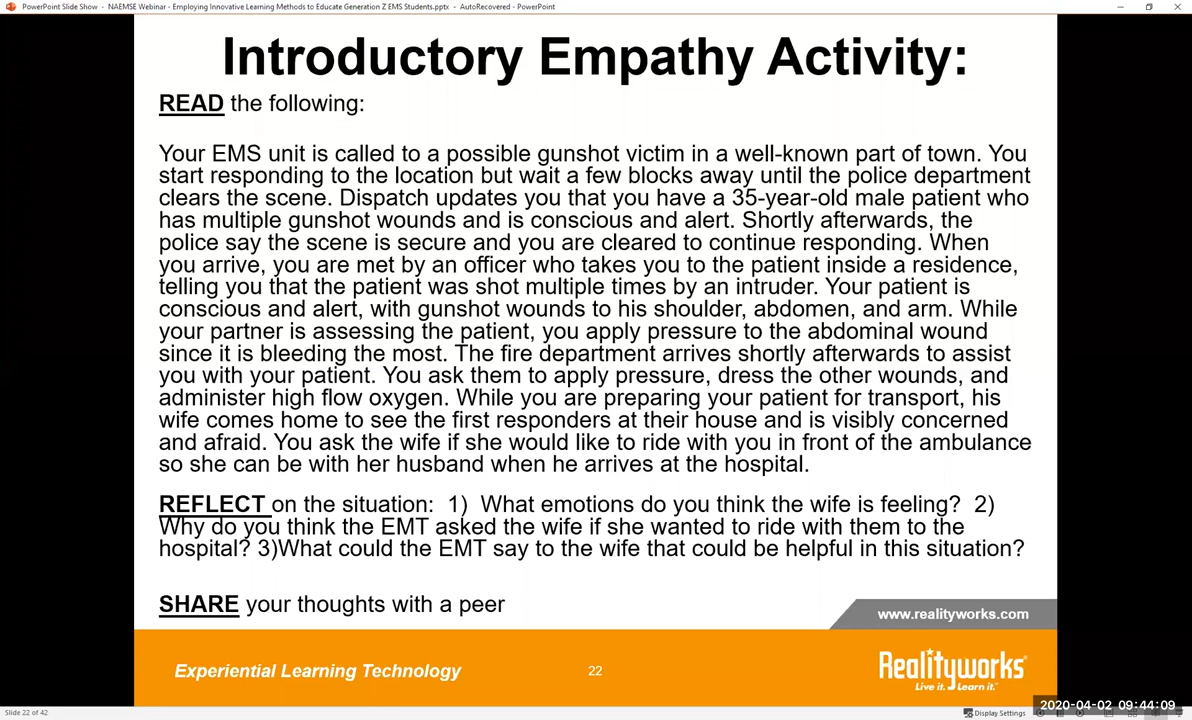 PowerPoint Slide Show - NAEMSE Webinar - Employing Innovative Learning Methods to Educate Generation Z EMS Students.pptx - AutoRecovered - PowerPoint
Introductory Empathy Activity:
READ the following:
Your EMS unit is called to a possible gunshot victim in a well-known part of town. You
start responding to the location but wait a few blocks away until the police department
clears the scene. Dispatch updates you that you have a 35-year-old male patient who
has multiple gunshot wounds and is conscious and alert. Shortly afterwards, the
police say the scene is secure and you are cleared to continue responding. When
you arrive, you are met by an officer who takes you to the patient inside a residence,
telling you that the patient was shot multiple times by an intruder. Your patient is
conscious and alert, with gunshot wounds to his shoulder, abdomen, and arm. While
your partner is assessing the patient, you apply pressure to the abdominal wound
since it is bleeding the most. The fire department arrives shortly afterwards to assist
you with your patient. You ask them to apply pressure, dress the other wounds, and
administer high flow oxygen. While you are preparing your patient for transport, his
wife comes home to see the first responders at their house and is visibly concerned
and afraid. You ask the wife if she would like to ride with you in front of the ambulance
so she can be with her husband when he arrives at the hospital.
REFLECT on the situation: 1) What emotions do you think the wife is feeling? 2)
Why do you think the EMT asked the wife if she wanted to ride with them to the
hospital? 3)What could the EMT say to the wife that could be helpful in this situation?
SHARE your thoughts with a peer
www.realityworks.com
Experiential Learning Technology
22
Realityworks
Live it. Learn it.™
2020-04-02 09:44:09
Slide 22 of 42
Display Settings